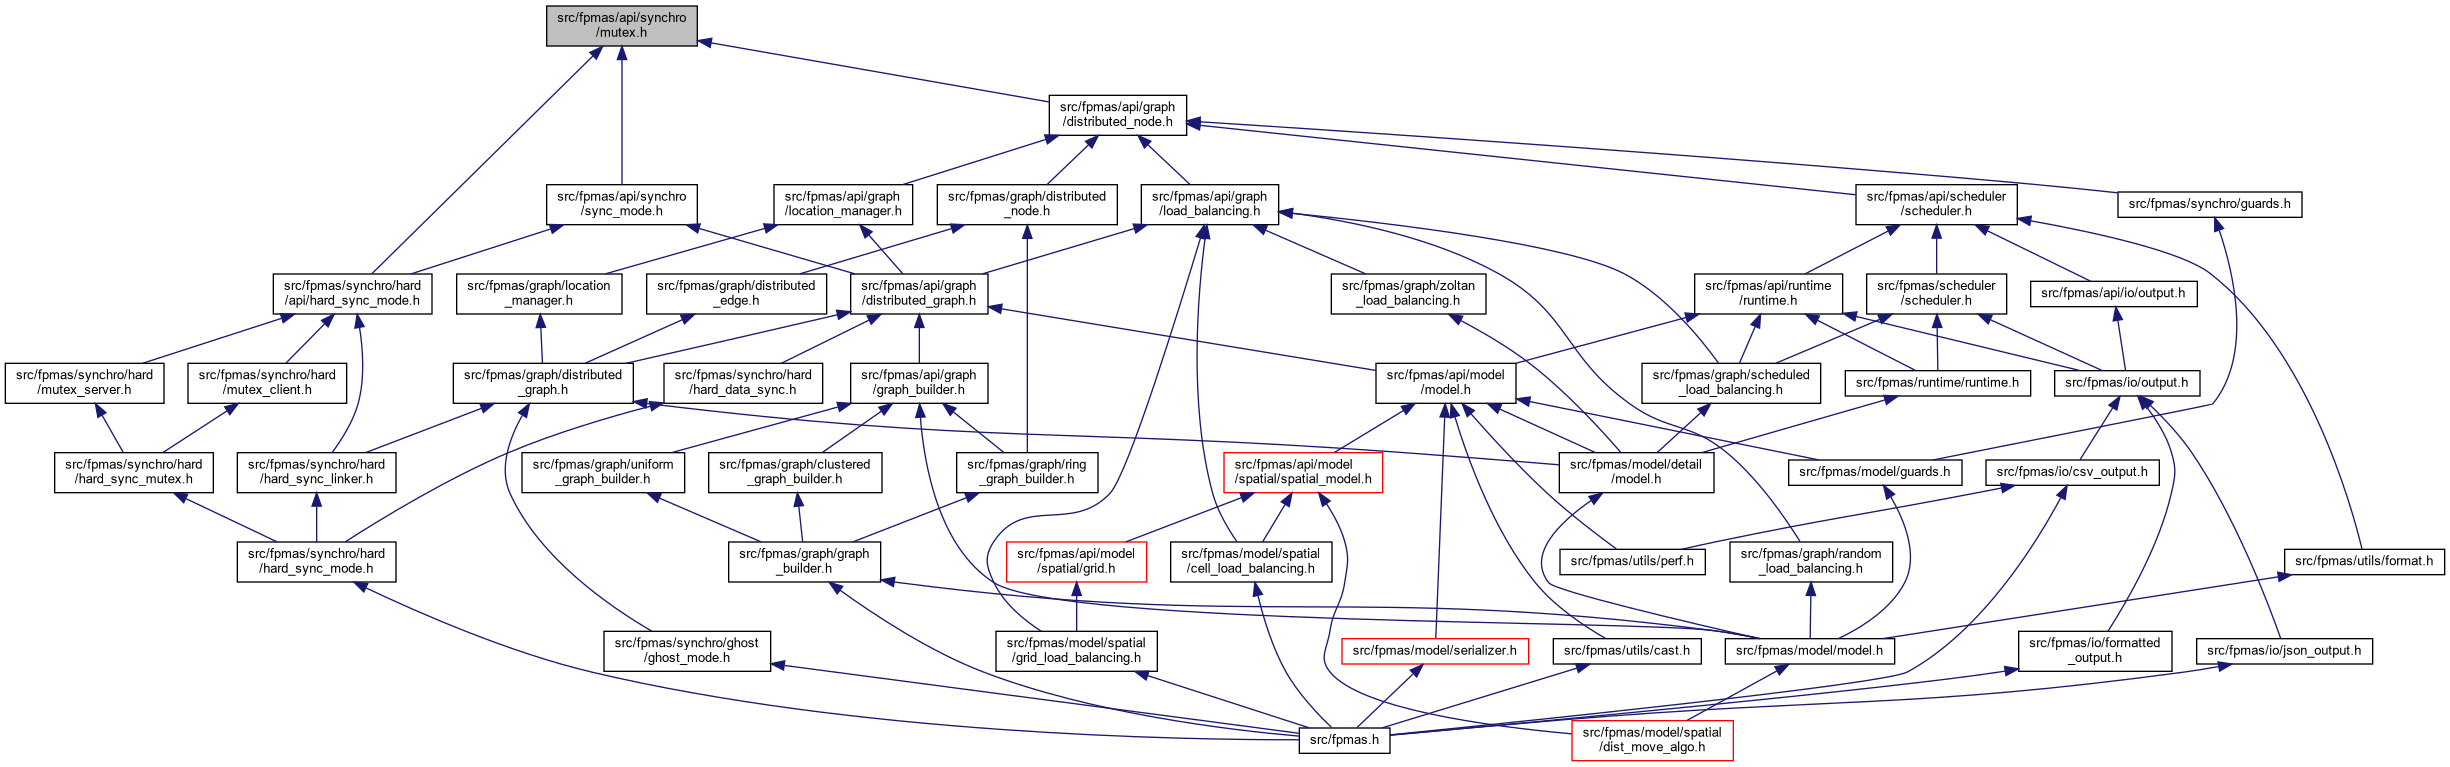 src/fpmas/api/synchro
/mutex.h
src/fpmas/api/graph
/distributed_node.h
src/fpmas/api/synchro
/sync_mode.h
src/fpmas/api/graph
/location_manager.h
src/fpmas/graph/distributed
_node.h
src/fpmas/api/graph
/load_balancing.h
src/fpmas/api/scheduler
/scheduler.h
src/fpmas/synchro/guards.h
src/fpmas/synchro/hard
/api/hard_sync_mode.h
src/fpmas/graph/location
_manager.h
src/fpmas/graph/distributed
_edge.h
src/fpmas/api/graph
/distributed_graph.h
src/fpmas/graph/zoltan
_load_balancing.h
src/fpmas/api/runtime
/runtime.h
src/fpmas/scheduler
/scheduler.h
src/fpmas/api/io/output.h
src/fpmas/synchro/hard
/mutex_server.h
src/fpmas/synchro/hard
/mutex_client.h
src/fpmas/graph/distributed
_graph.h
src/fpmas/synchro/hard
/hard_data_sync.h
src/fpmas/api/graph
/graph_builder.h
src/fpmas/api/model
/model.h
src/fpmas/graph/scheduled
_load_balancing.h
src/fpmas/runtime/runtime.h
src/fpmas/io/output.h
src/fpmas/synchro/hard
/hard_sync_mutex.h
src/fpmas/synchro/hard
/hard_sync_linker.h
src/fpmas/graph/uniform
_graph_builder.h
src/fpmas/graph/clustered
_graph_builder.h
src/fpmas/graph/ring
_graph_builder.h
src/fpmas/api/model
/spatial/spatial_model.h
src/fpmas/model/detail
/model.h
src/fpmas/model/guards.h
src/fpmas/io/csv_output.h
src/fpmas/synchro/hard
/hard_sync_mode.h
src/fpmas/graph/graph
_builder.h
src/fpmas/api/model
/spatial/grid.h
src/fpmas/model/spatial
/cell_load_balancing.h
src/fpmas/utils/perf.h
src/fpmas/graph/random
_load_balancing.h
src/fpmas/utils/format.h
src/fpmas/synchro/ghost
/ghost_mode.h
src/fpmas/model/spatial
/grid_load_balancing.h
src/fpmas/model/serializer.h
src/fpmas/utils/cast.h
src/fpmas/model/model.h
src/fpmas/io/formatted
_output.h
src/fpmas/io/json_output.h
src/fpmas.h
src/fpmas/model/spatial
/dist_move_algo.h